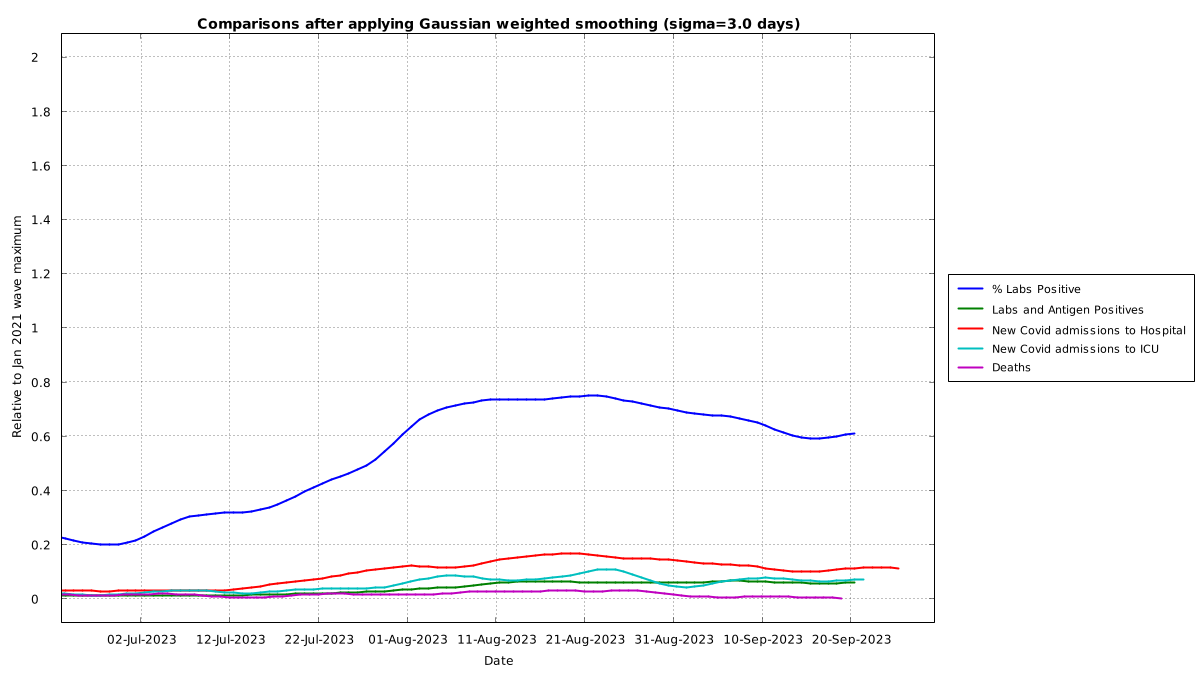 Comparisons after applying Gaussian weighted smoothing (sigma=3.0 days)
2
1.8
1.6
1.4
1.2
1
0.8
0.6
0.4
0.2
0
Relative to Jan 2021 wave maximum
02-Jul-2023 12-Jul-2023 22-Jul-2023 01-Aug-2023 11-Aug-2023 21-Aug-2023 31-Aug-2023 10-Sep-2023 20-Sep-2023
Date
% Labs Positive
Labs and Antigen Positives
New Covid admissions to Hospital
New Covid admissions to ICU
Deaths